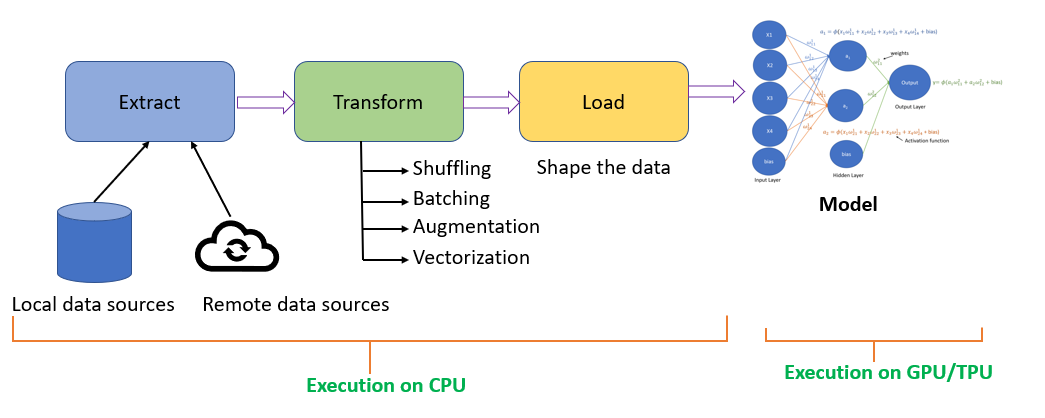 Extract
Transform
Load
Shuffling
Batching
Augmentation
Vectorization
Shape the data
Local data sources
Remote data sources
Execution on CPU
X1
X2
X3
X4
bias
Input Layer
a₁
bias
Hidden Layer
weights
Output
Output Layer
Activation function
Model
Execution on GPU/TPU